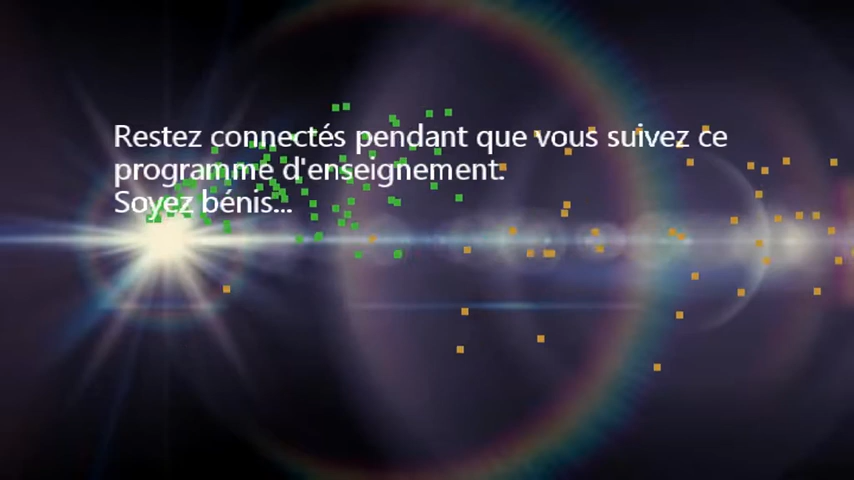 Restez connectés pendant que vous suivez ce
programme d'enseignement.
Soyez bénis...